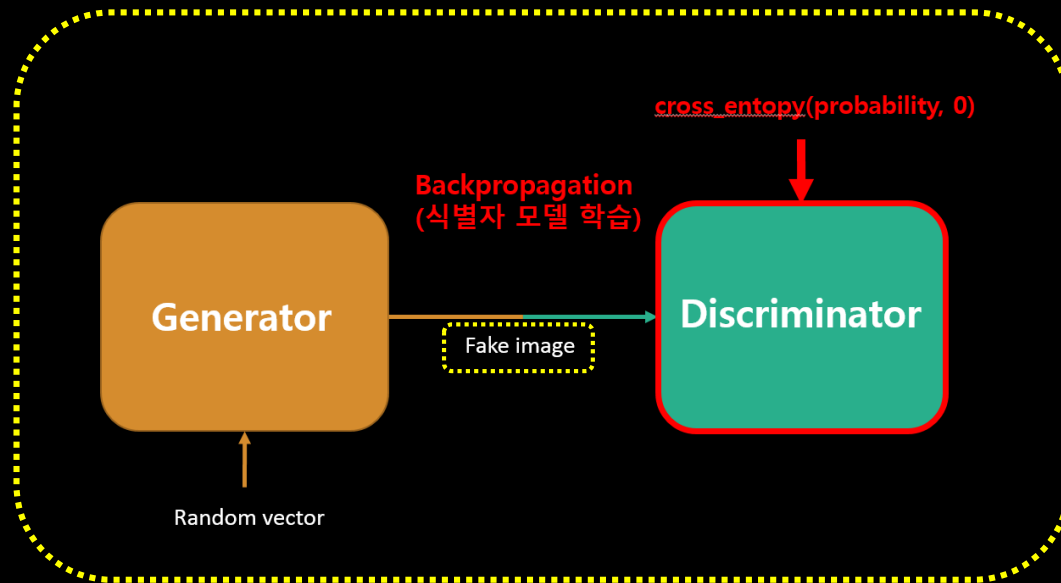 cross_entopy(probability, 0)
Backpropagation
(식별자 모델 학습)
Generator
Discriminator
Fake image
Random vector